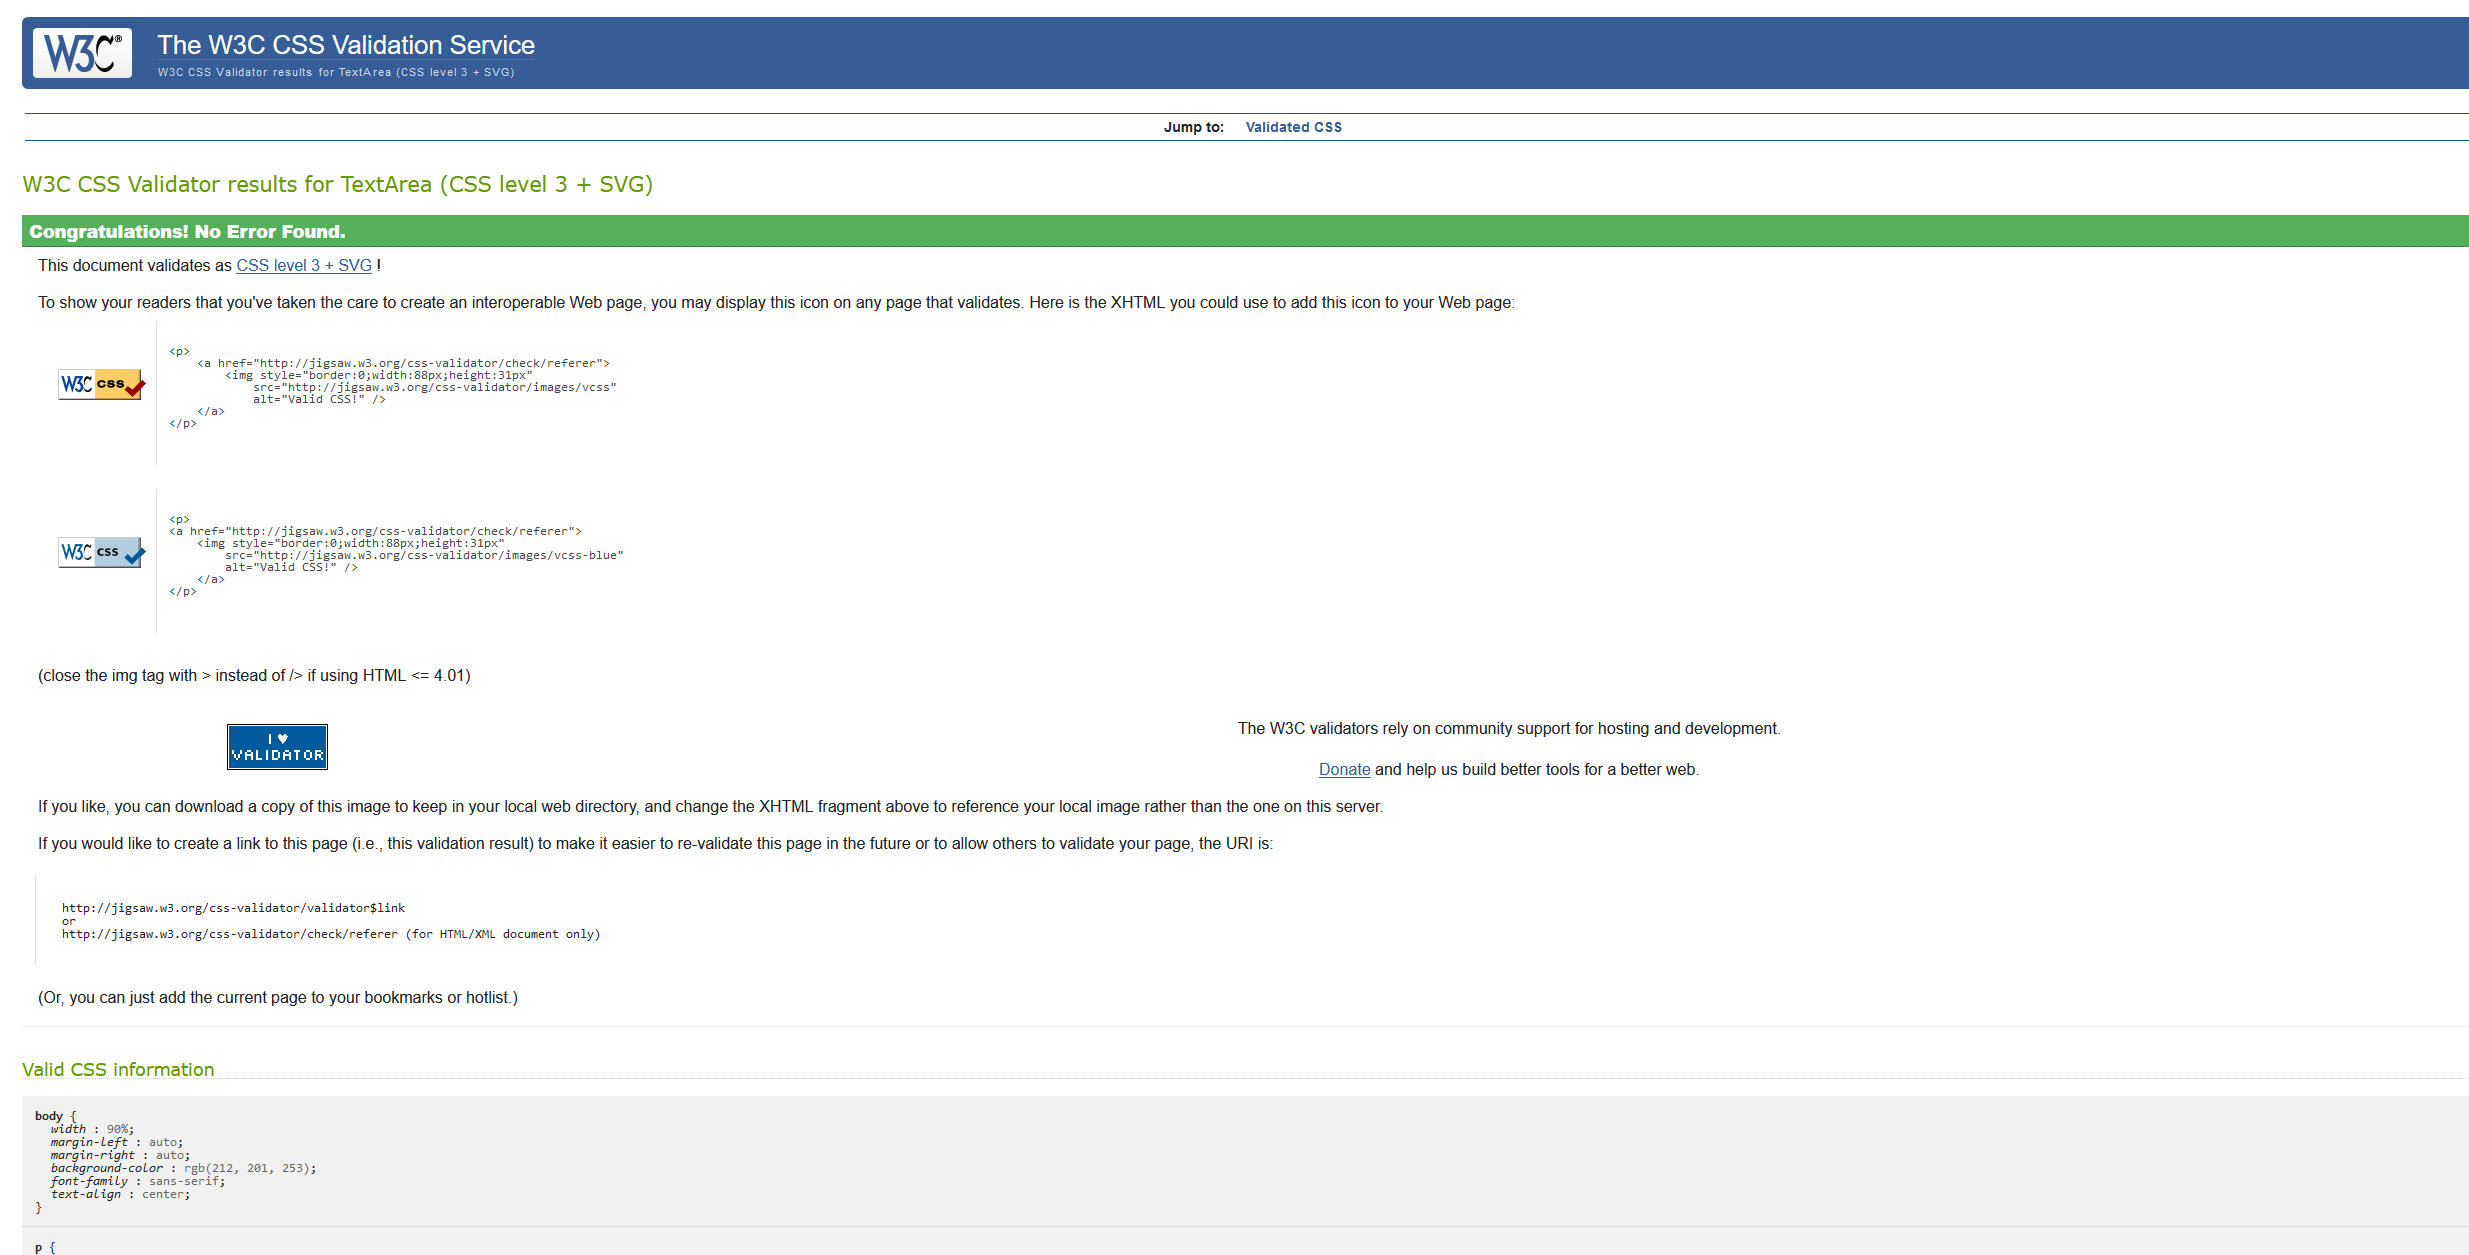 W3C®
The W3C CSS Validation Service
W3C CSS Validator results for TextArea (CSS level 3 + SVG)
Jump to: Validated CSS
W3C CSS Validator results for TextArea (CSS level 3 + SVG)
Congratulations! No Error Found.
This document validates as CSS level 3 + SVG !
To show your readers that you've taken the care to create an interoperable Web page, you may display this icon on any page that validates. Here is the XHTML you could use to add this icon to your Web page:
W3C css
<p>
<a href="http://jigsaw.w3.org/css-validator/check/referer">
<img style="border:0;width:88px;height:31px"
src="http://jigsaw.w3.org/css-validator/images/vcss"
alt="Valid CSS!" />
</a>
</p>
W3C css
<p>
<a href="http://jigsaw.w3.org/css-validator/check/referer">
<img style="border:0;width:88px;height:31px"
src="http://jigsaw.w3.org/css-validator/images/vcss-blue"
alt="Valid CSS!" />
</a>
</p>
(close the img tag with > instead of /> if using HTML <= 4.01)
I ♥
VALIDATOR
The W3C validators rely on community support for hosting and development.
Donate and help us build better tools for a better web.
If you like, you can download a copy of this image to keep in your local web directory, and change the XHTML fragment above to reference your local image rather than the one on this server.
If you would like to create a link to this page (i.e., this validation result) to make it easier to re-validate this page in the future or to allow others to validate your page, the URI is:
http://jigsaw.w3.org/css-validator/validator$link
or
http://jigsaw.w3.org/css-validator/check/referer (for HTML/XML document only)
(Or, you can just add the current page to your bookmarks or hotlist.)
Valid CSS information
body {
width : 90%;
margin-left : auto;
margin-right : auto;
background-color : rgb(212, 201, 253);
font-family : sans-serif;
text-align : center;
}
p {